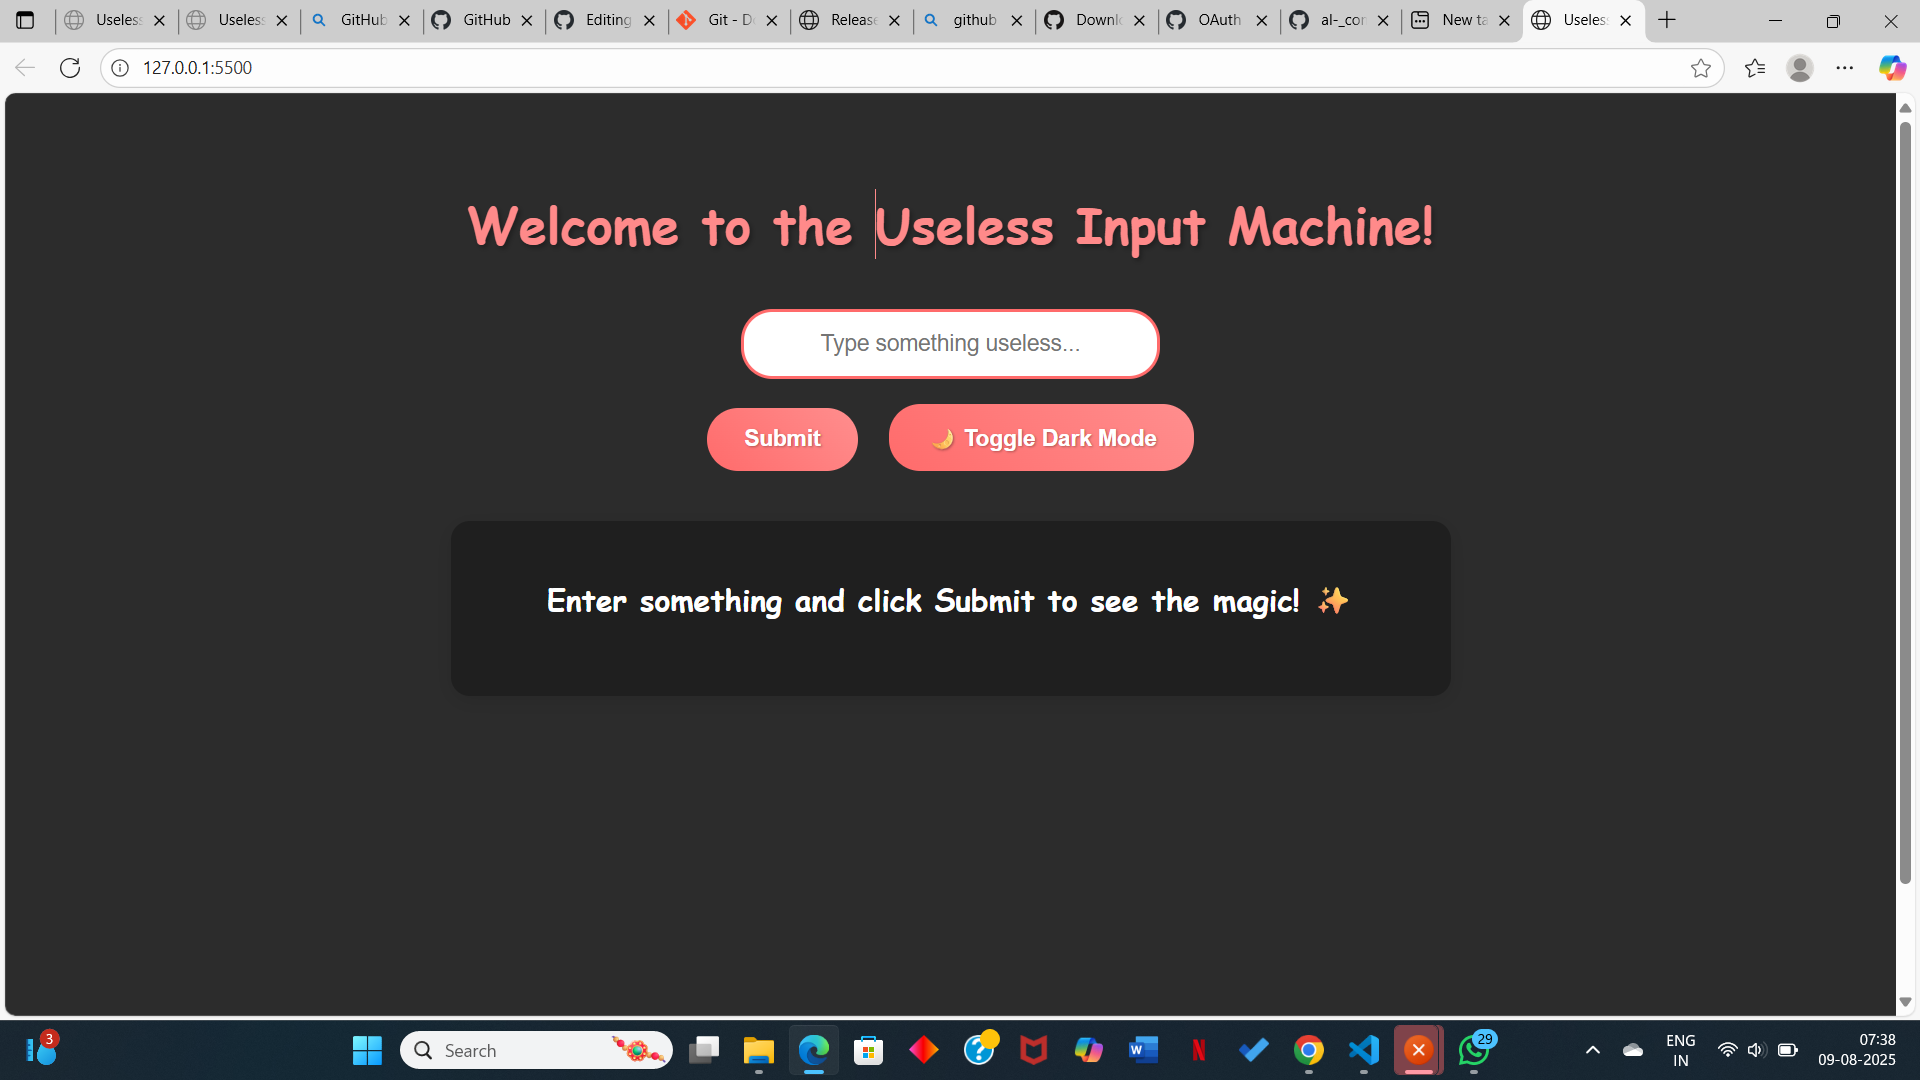 Useless
Useless
GitHub
GitHub
Editing
Git - D
Release
github
Downlo
OAuth
al-_cor
New ta
Useless
127.0.0.1:5500
Welcome to the Useless Input Machine!
Type something useless...
Submit
🌙 Toggle Dark Mode
Enter something and click Submit to see the magic! ✨
3
Search
29
ENG
IN
07:38
09-08-2025